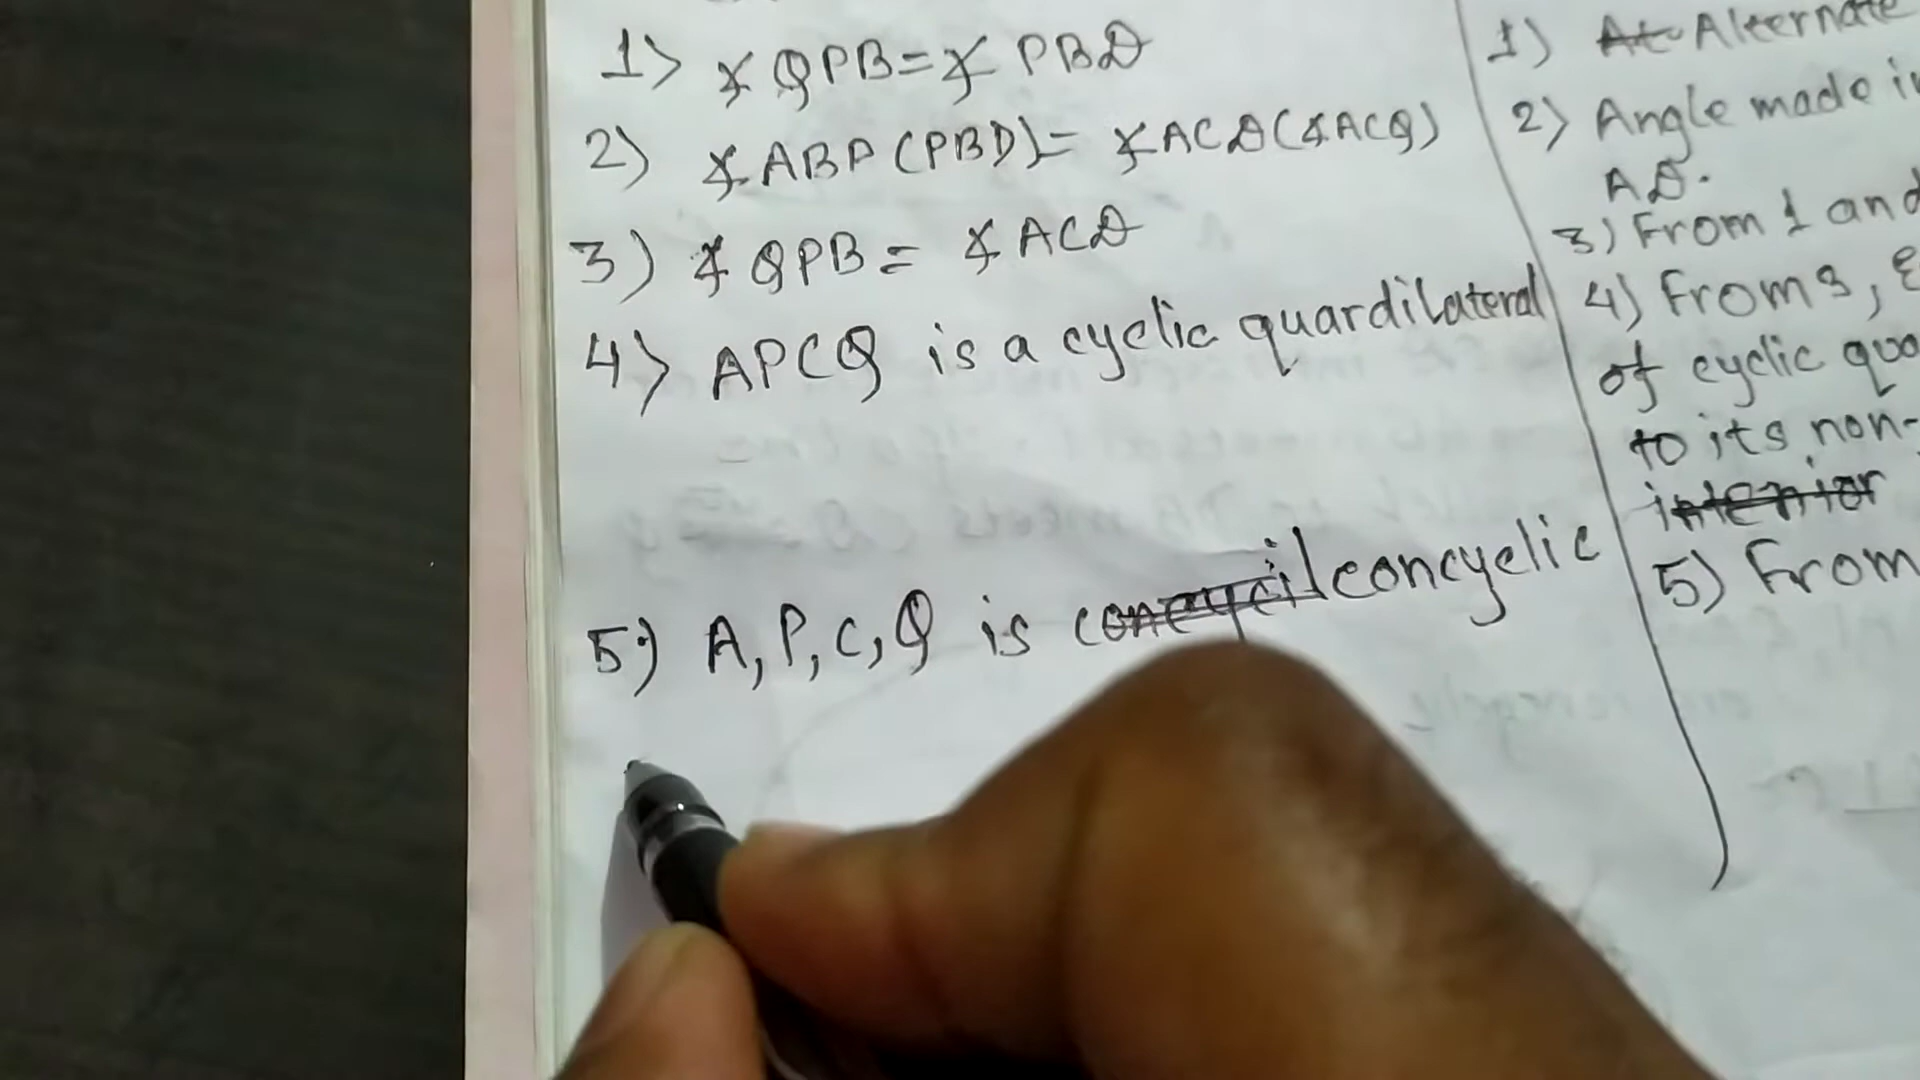 1) ∡QPB = ∡PBD
2) ∡ABP (PBD) = ∡ACD (∡ACQ)
3) ∡QPB = ∡ACD
4) APCQ is a cyclic quardilateral
5) A, P, C, Q is concyclic
1) Alternate
2) Angle made
AD.
3) From 1 and
4) From 3,
of cyclic
to its non-
interior
5) From